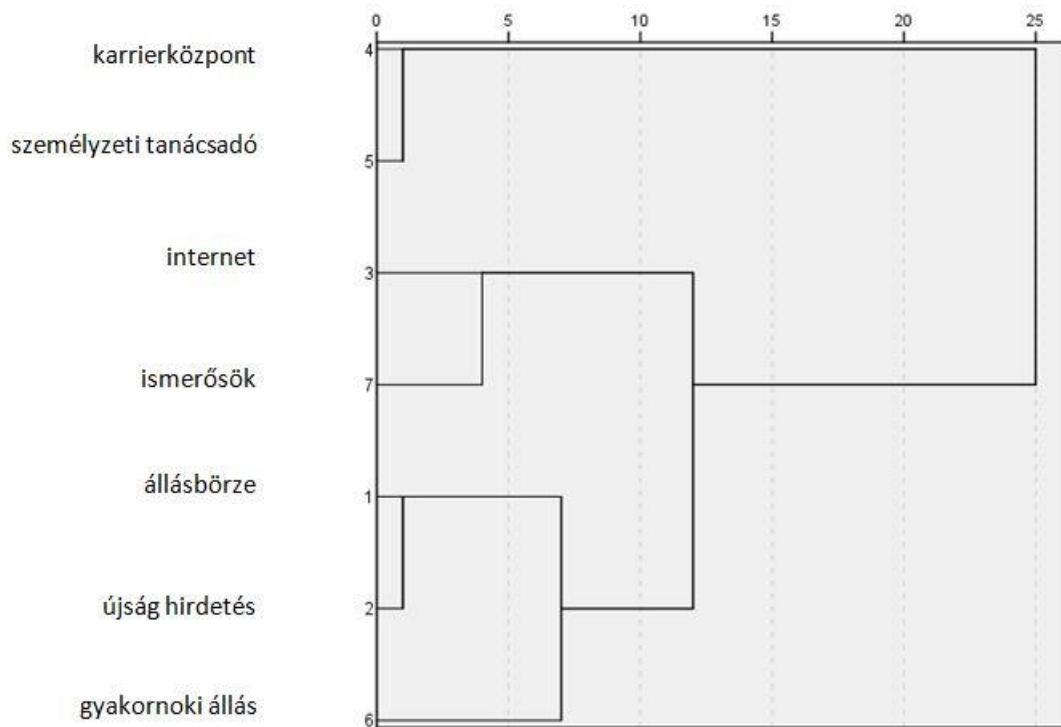 0 5 10 15 20 25
karrierközpont 4
személyzeti tanácsadó 5
internet 3
ismerősök 7
állásbörze 1
újság hirdetés 2
gyakornoki állás 6